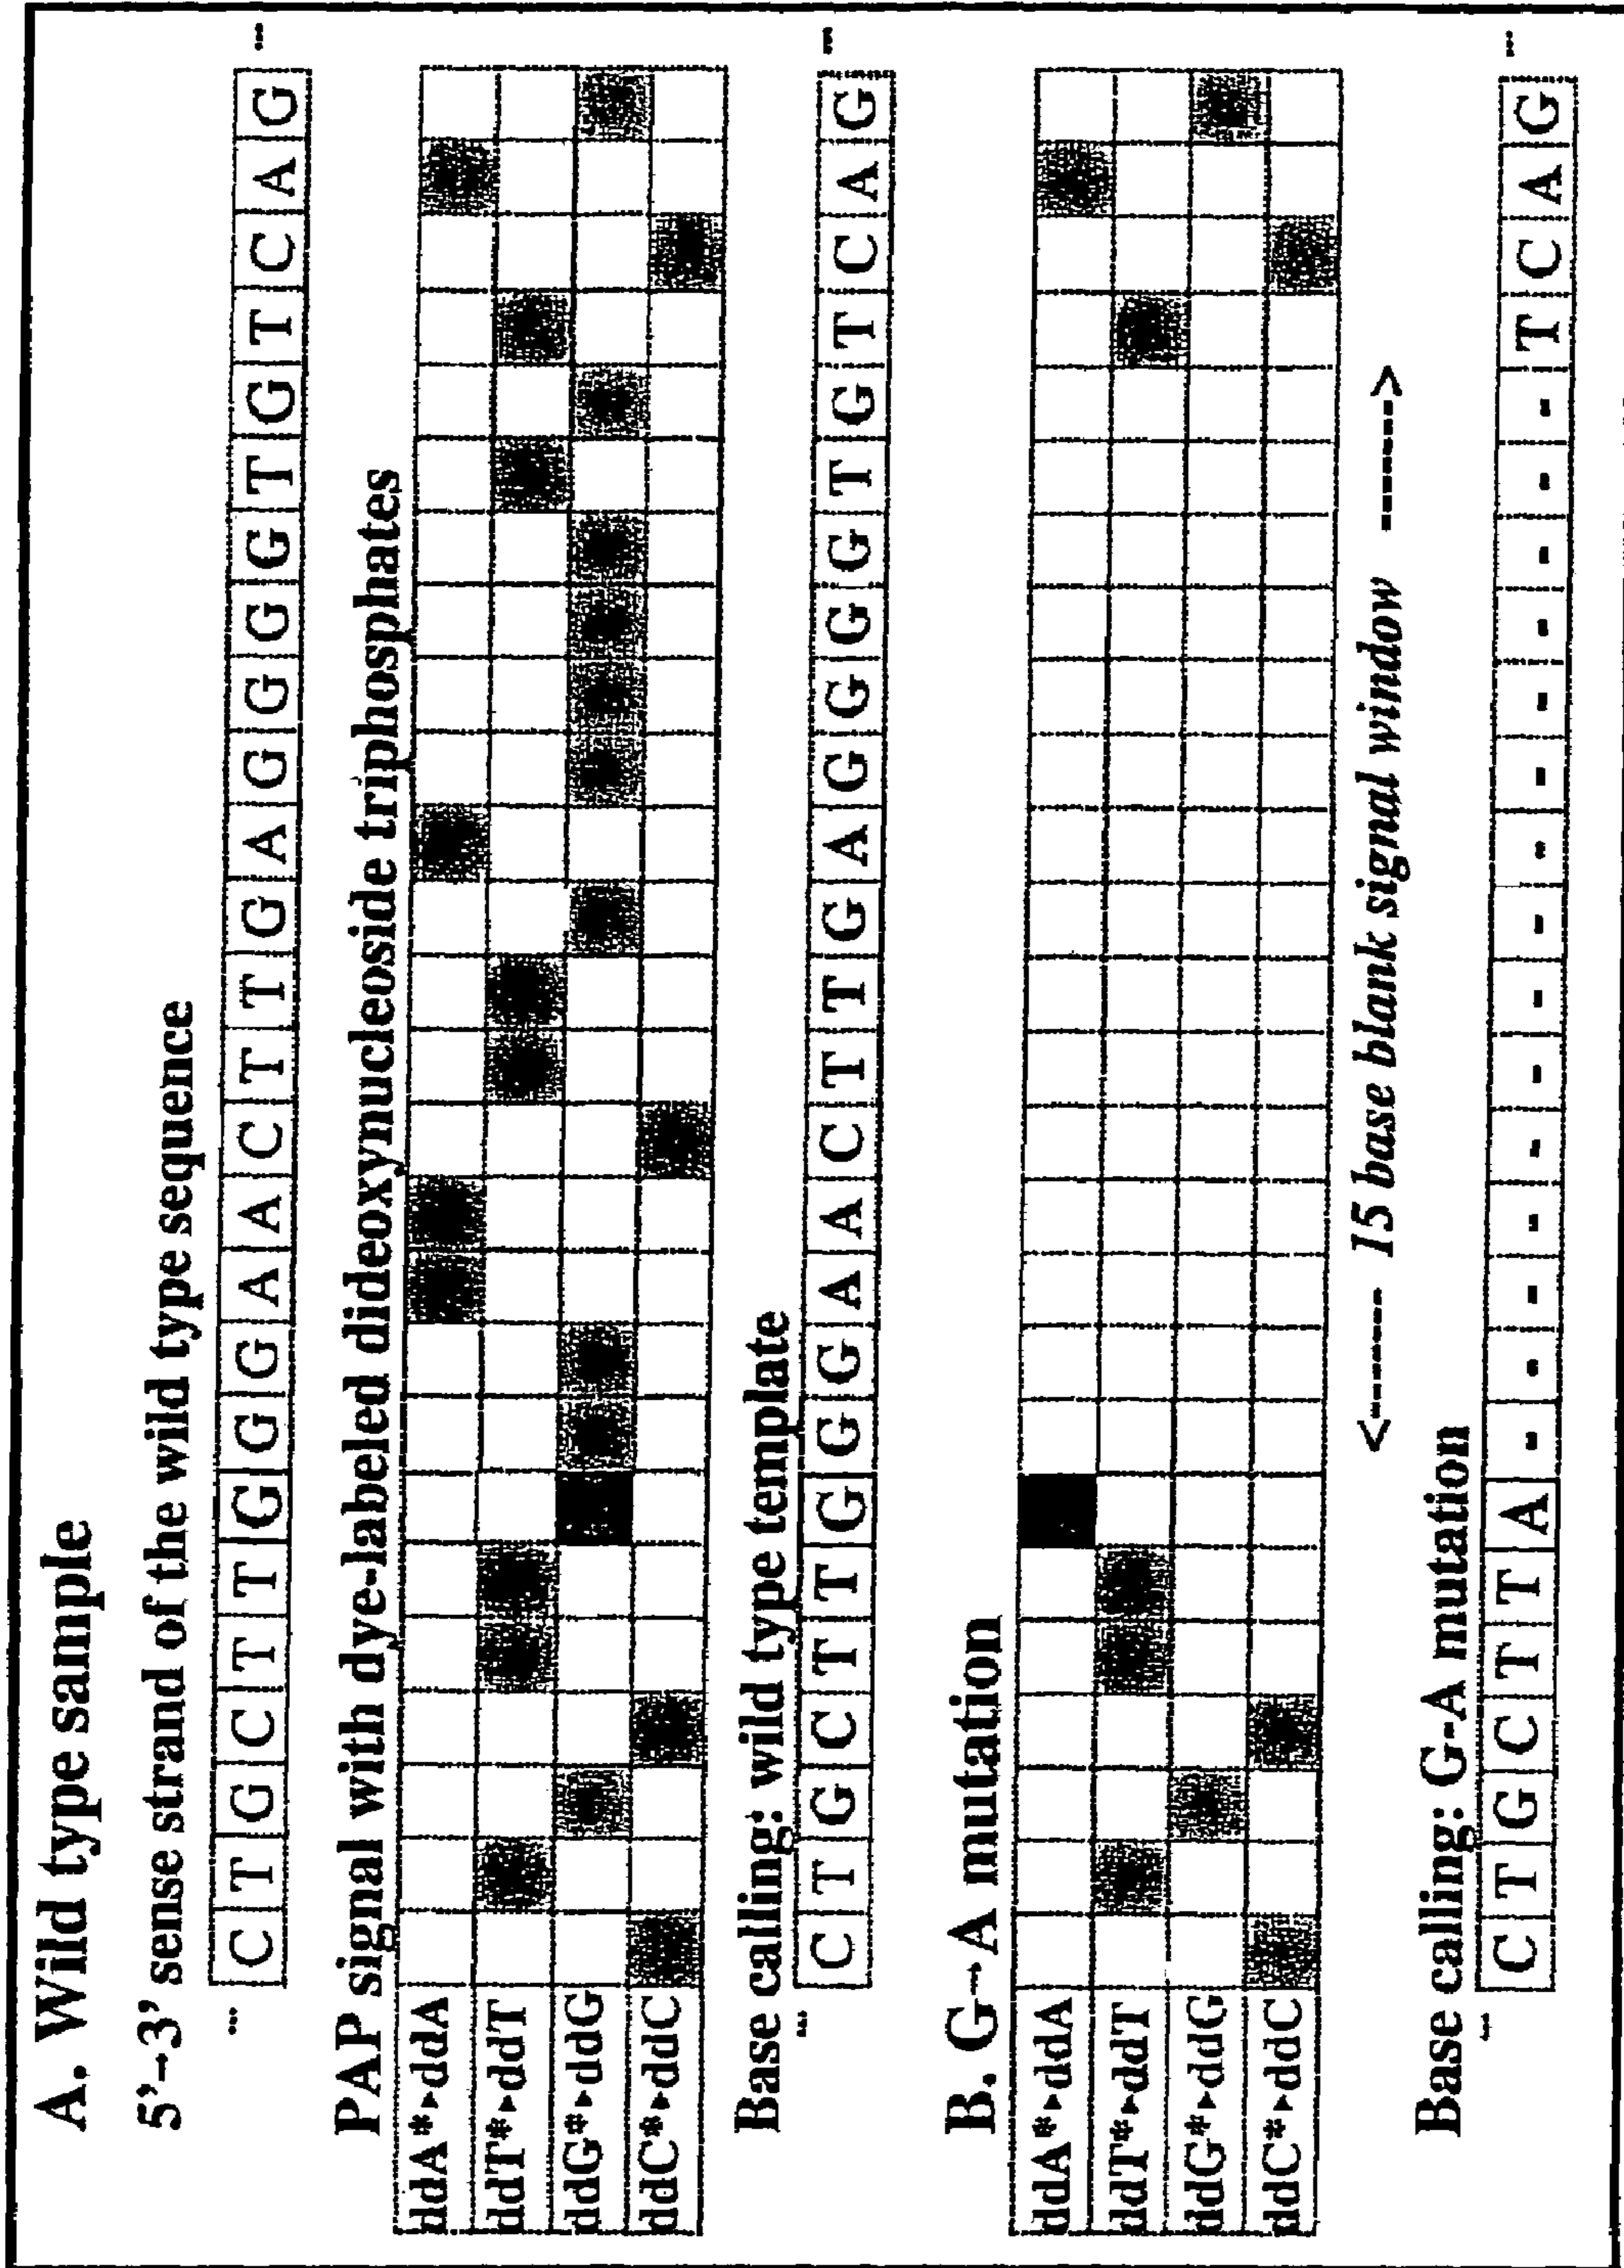 A. Wild type sample
5'→3' sense strand of the wild type sequence
... C T G C T T G G G A A C T T G A G G G G T G T C A G ...
PAP signal with dye-labeled dideoxynucleoside triphosphates
ddA*▸ddA
ddT*▸ddT
ddG*▸ddG
ddC*▸ddC
Base calling: wild type template
... C T G C T T G G G A A C T T G A G G G G T G T C A G ...
B. G→A mutation
ddA*▸ddA
ddT*▸ddT
ddG*▸ddG
ddC*▸ddC
<------ 15 base blank signal window ------>
Base calling: G-A mutation
... C T G C T T A - - - - - - - - - - - - - - - T C A G ...